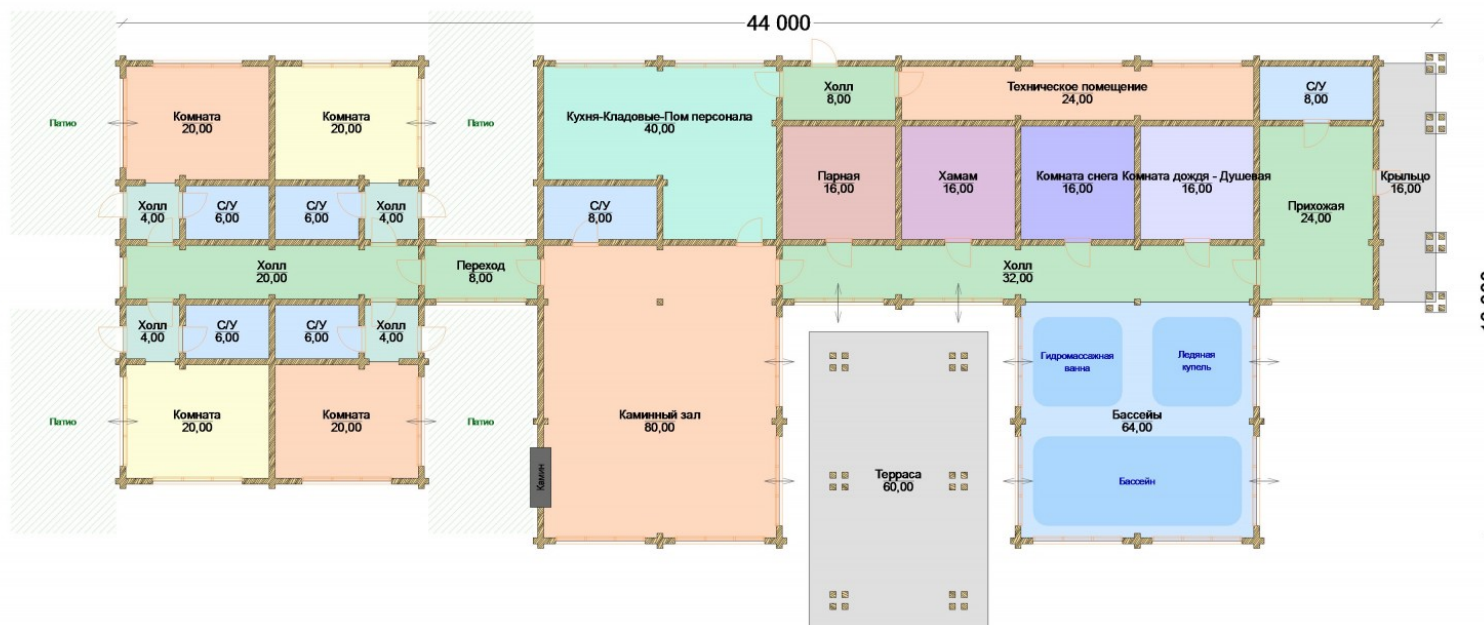 44 000
Холл
8,00
Техническое помещение
24,00
С/У
8,00
Комната
20,00
Комната
20,00
Патио
Патио
Кухня-Кладовые-Пом персонала
40,00
Парная
16,00
Хамам
16,00
Комната снега
16,00
Комната дождя - Душевая
16,00
Крыльцо
16,00
Прихожая
24,00
Холл
4,00
С/У
6,00
С/У
6,00
Холл
4,00
С/У
8,00
Холл
20,00
Переход
8,00
Холл
32,00
Холл
4,00
С/У
6,00
С/У
6,00
Холл
4,00
Гидромассажная
ванна
Ледяная
купель
Патио
Комната
20,00
Комната
20,00
Патио
Каминный зал
80,00
Бассейы
64,00
Камин
Терраса
60,00
Бассейн